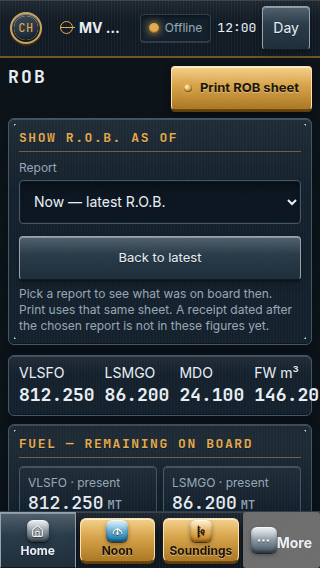 CH
MV ...
Offline
12:00
Day
ROB
Print ROB sheet
SHOW R.O.B. AS OF
Report
Now — latest R.O.B.
Back to latest
Pick a report to see what was on board then.
Print uses that same sheet. A receipt dated after
the chosen report is not in these figures yet.
VLSFO LSMGO MDO FW m³
812.250 86.200 24.100 146.20
FUEL — REMAINING ON BOARD
VLSFO · present LSMGO · present
812.250 MT 86.200 MT
Home Noon Soundings ... More